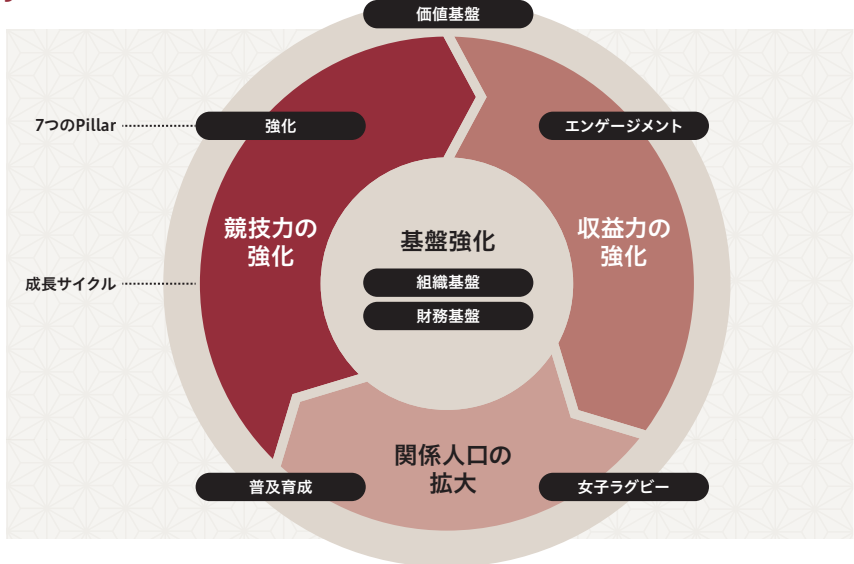 価値基盤
7つのPillar
強化
エンゲージメント
競技力の
強化
収益力の
強化
基盤強化
組織基盤
財務基盤
成長サイクル
関係人口の
拡大
普及育成
女子ラグビー